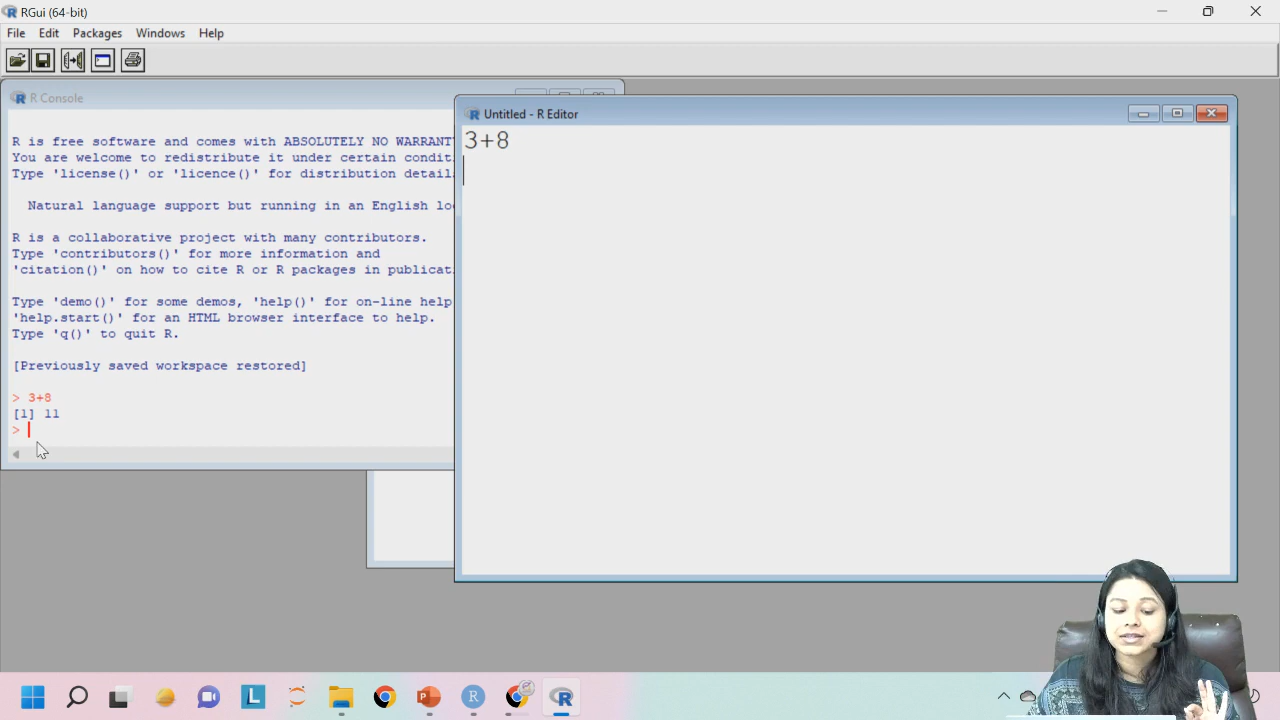 RGui (64-bit)
File Edit Packages Windows Help
R Console
R is free software and comes with ABSOLUTELY NO WARRANT
You are welcome to redistribute it under certain condit
Type 'license()' or 'licence()' for distribution detail
Natural language support but running in an English lo
R is a collaborative project with many contributors.
Type 'contributors()' for more information and
'citation()' on how to cite R or R packages in publicat
Type 'demo()' for some demos, 'help()' for on-line help
'help.start()' for an HTML browser interface to help.
Type 'q()' to quit R.
[Previously saved workspace restored]
> 3+8
[1] 11
>
Untitled - R Editor
3+8